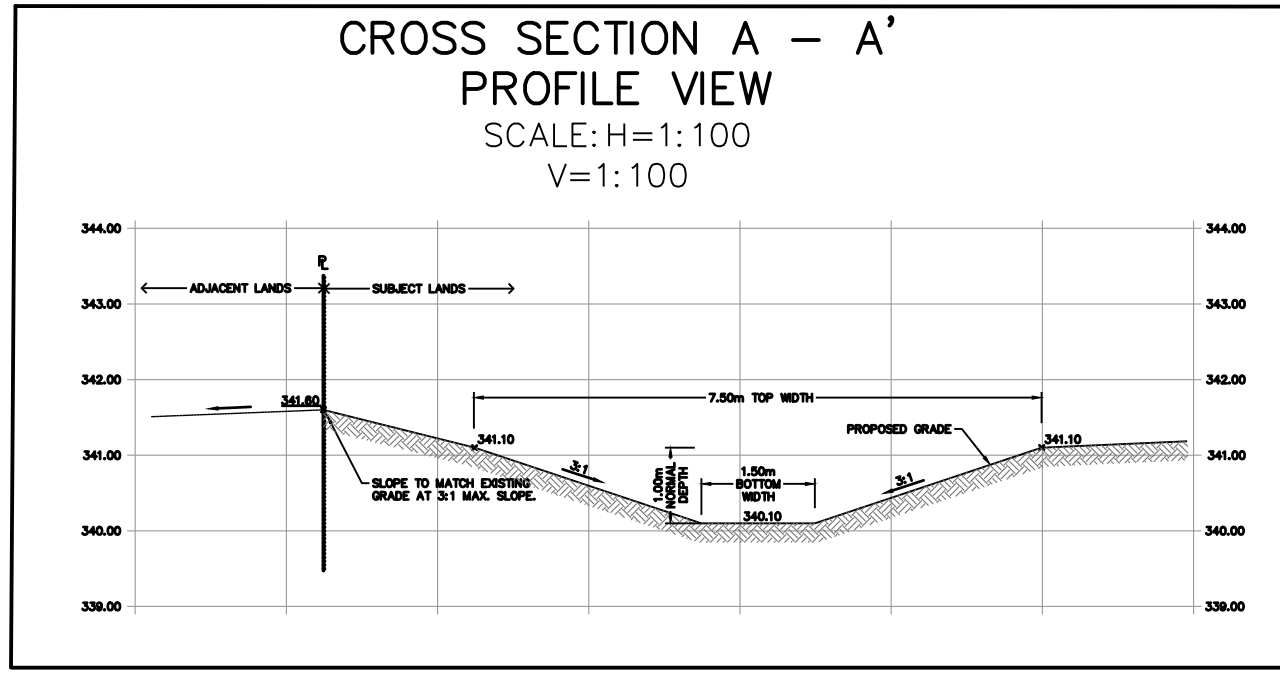 CROSS SECTION A - A'
PROFILE VIEW
SCALE: H=1: 100
V=1: 100
344.00
344.00
PL
ADJACENT LANDS
SUBJECT LANDS
343.00
343.00
342.00
342.00
341.60
7.50m TOP WIDTH
341.10
PROPOSED GRADE
341.10
341.00
341.00
3:1
1.00m
NORMAL
DEPTH
1.50m
BOTTOM
WIDTH
3:1
SLOPE TO MATCH EXISTING
GRADE AT 3:1 MAX. SLOPE.
340.10
340.00
340.00
339.00
339.00